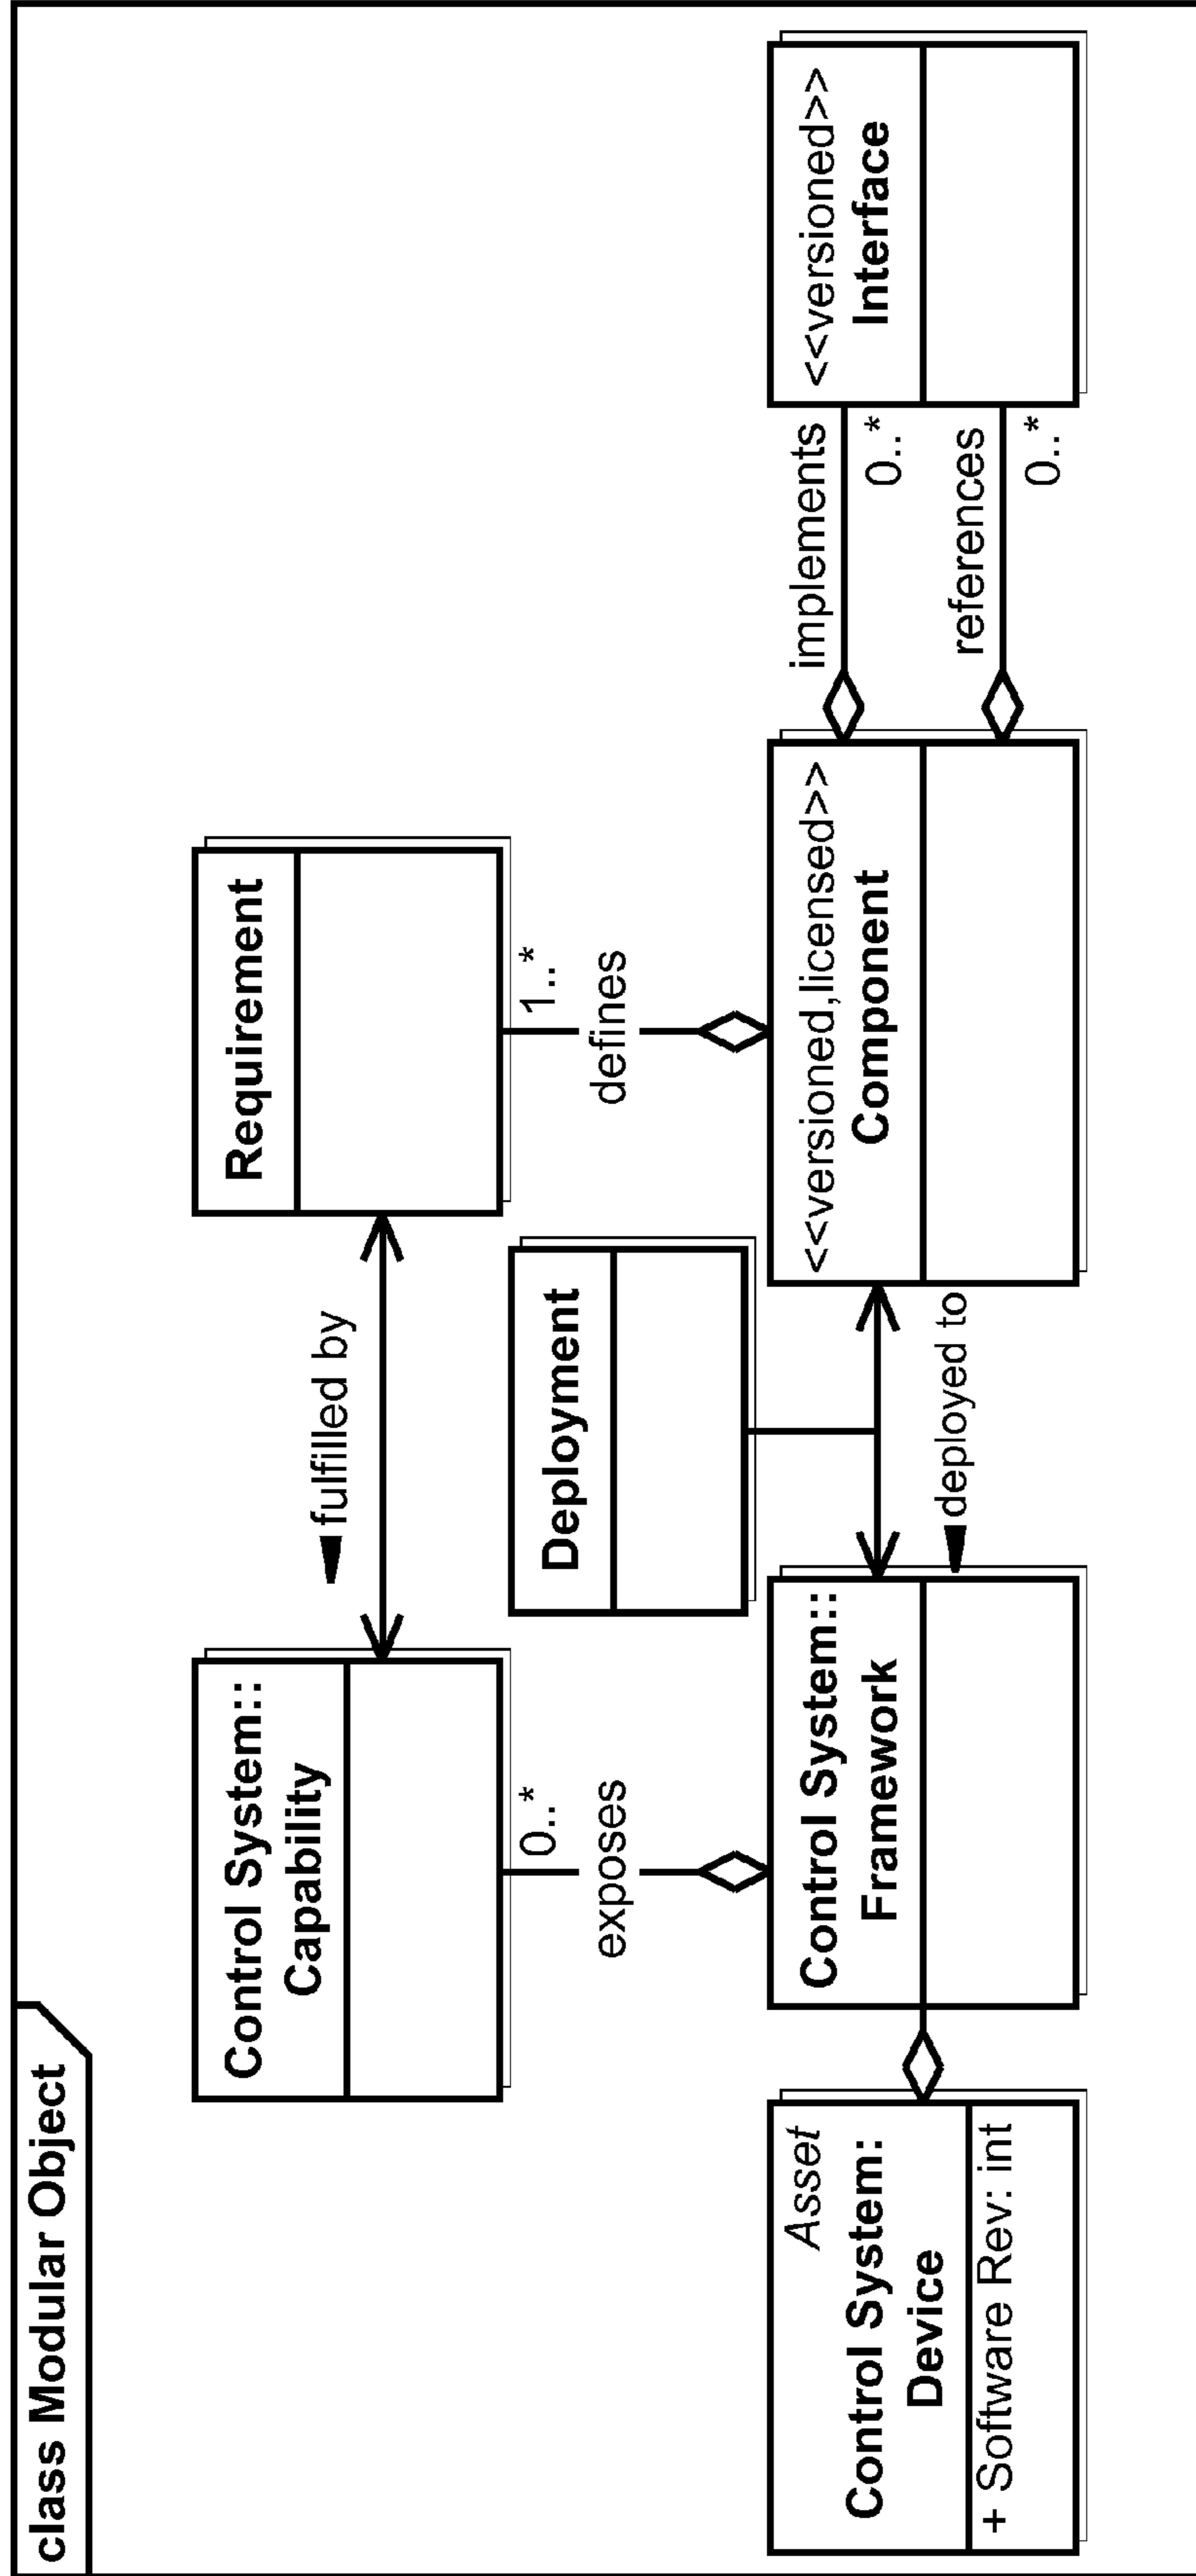 class Modular Object
Control System::
Capability
fulfilled by
Requirement
0..*
exposes
1..*
defines
Deployment
Asset
Control System:
Device
+ Software Rev: int
Control System::
Framework
deployed to
<<versioned,licensed>>
Component
implements
0..*
references
0..*
<<versioned>>
Interface